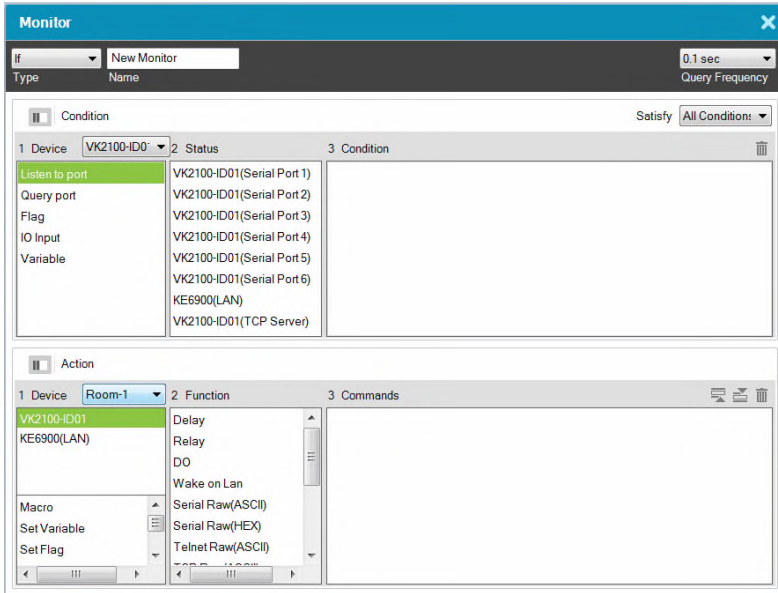 Monitor
If
New Monitor
0.1 sec
Type
Name
Query Frequency
Condition
Satisfy
All Condition:
1 Device
VK2100-ID0
2 Status
3 Condition
Listen to port
Query port
Flag
IO Input
Variable
VK2100-ID01(Serial Port 1)
VK2100-ID01(Serial Port 2)
VK2100-ID01(Serial Port 3)
VK2100-ID01(Serial Port 4)
VK2100-ID01(Serial Port 5)
VK2100-ID01(Serial Port 6)
KE6900(LAN)
VK2100-ID01(TCP Server)
Action
1 Device
Room-1
2 Function
3 Commands
VK2100-ID01
KE6900(LAN)
Macro
Set Variable
Set Flag
Delay
Relay
DO
Wake on Lan
Serial Raw(ASCII)
Serial Raw(HEX)
Telnet Raw(ASCII)